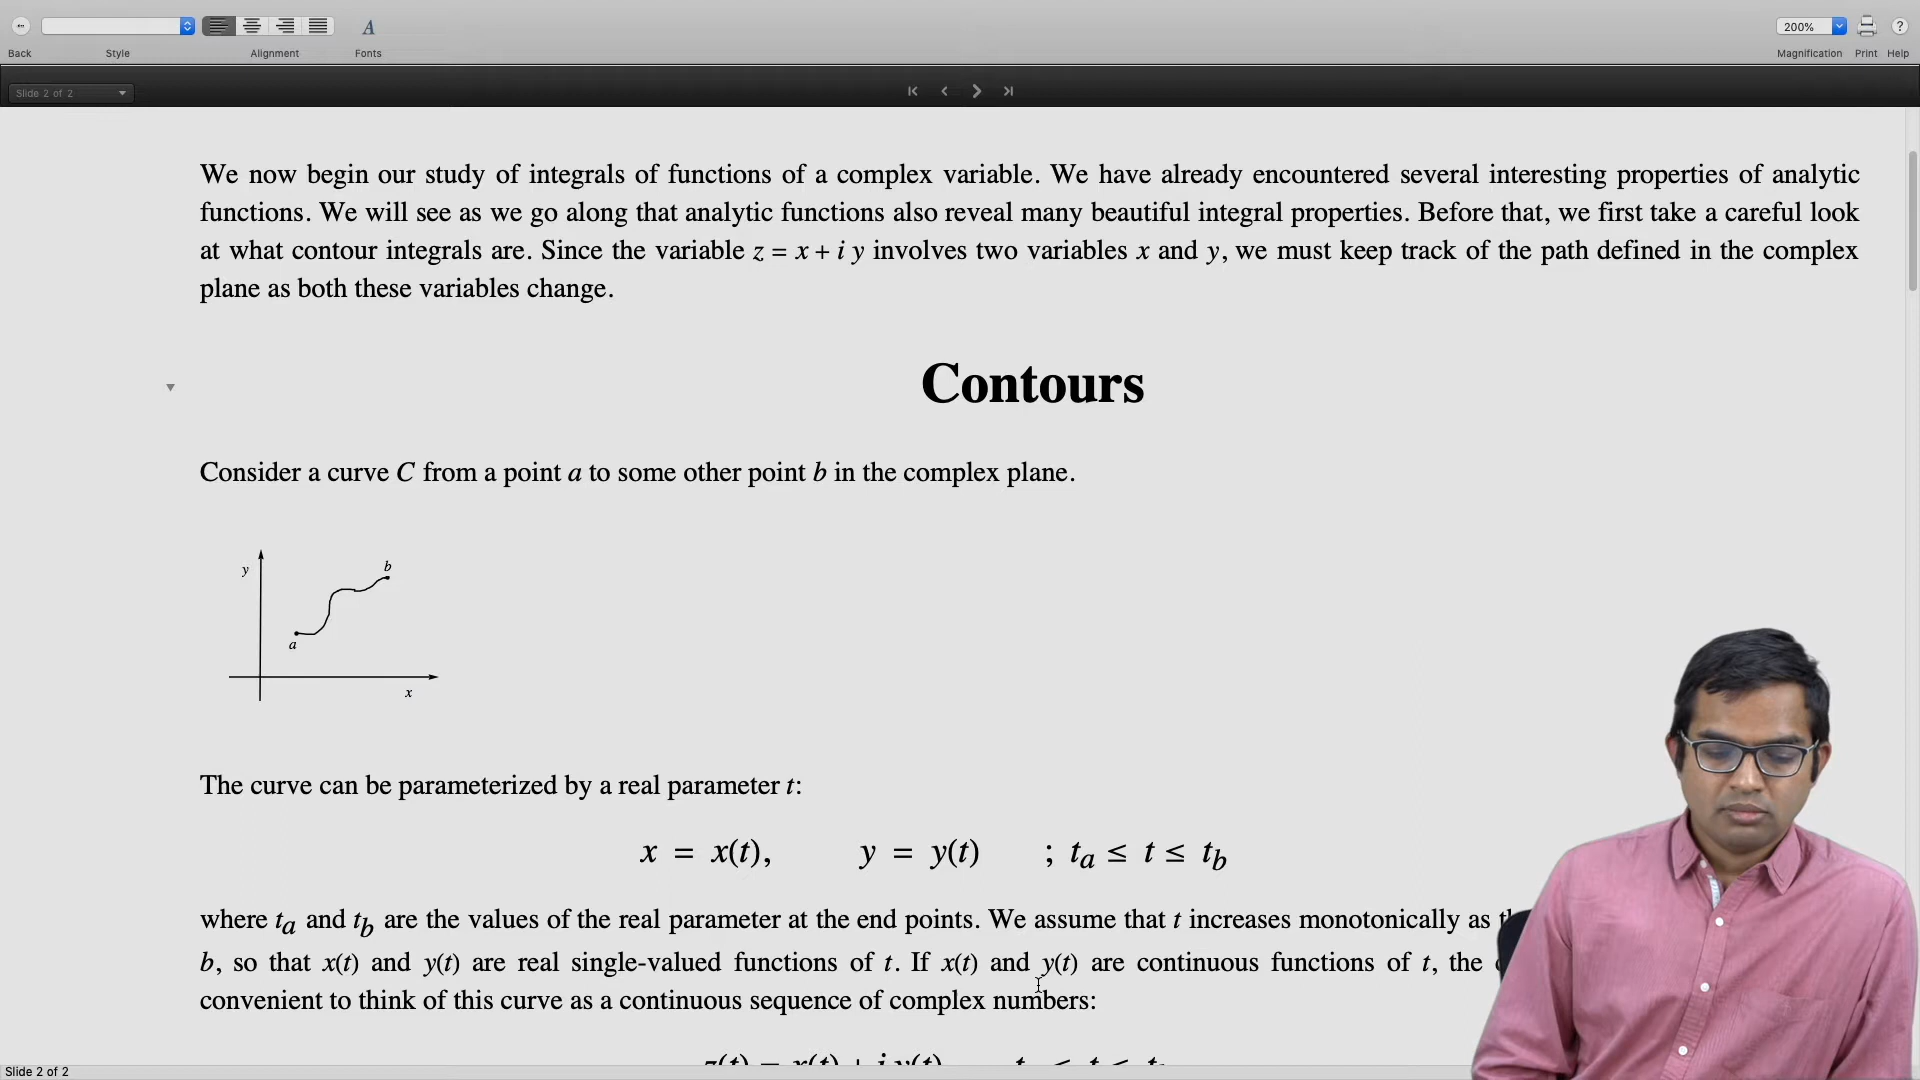 200%
Back Style Alignment Fonts Magnification Print Help
Slide 2 of 2
We now begin our study of integrals of functions of a complex variable. We have already encountered several interesting properties of analytic
functions. We will see as we go along that analytic functions also reveal many beautiful integral properties. Before that, we first take a careful look
at what contour integrals are. Since the variable z = x + i y involves two variables x and y, we must keep track of the path defined in the complex
plane as both these variables change.
Contours
Consider a curve C from a point a to some other point b in the complex plane.
b
y
a
x
The curve can be parameterized by a real parameter t:
x = x(t), y = y(t) ; t_a ≤ t ≤ t_b
where t_a and t_b are the values of the real parameter at the end points. We assume that t increases monotonically as
b, so that x(t) and y(t) are real single-valued functions of t. If x(t) and y(t) are continuous functions of t, the
convenient to think of this curve as a continuous sequence of complex numbers:
z(t) = x(t) + i y(t) t_a ≤ t ≤ t_b
Slide 2 of 2